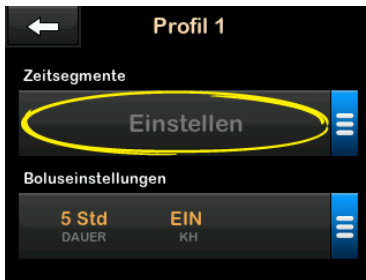 Profil 1
Zeitsegmente
Einstellen
Boluseinstellungen
5 Std EIN
DAUER KH